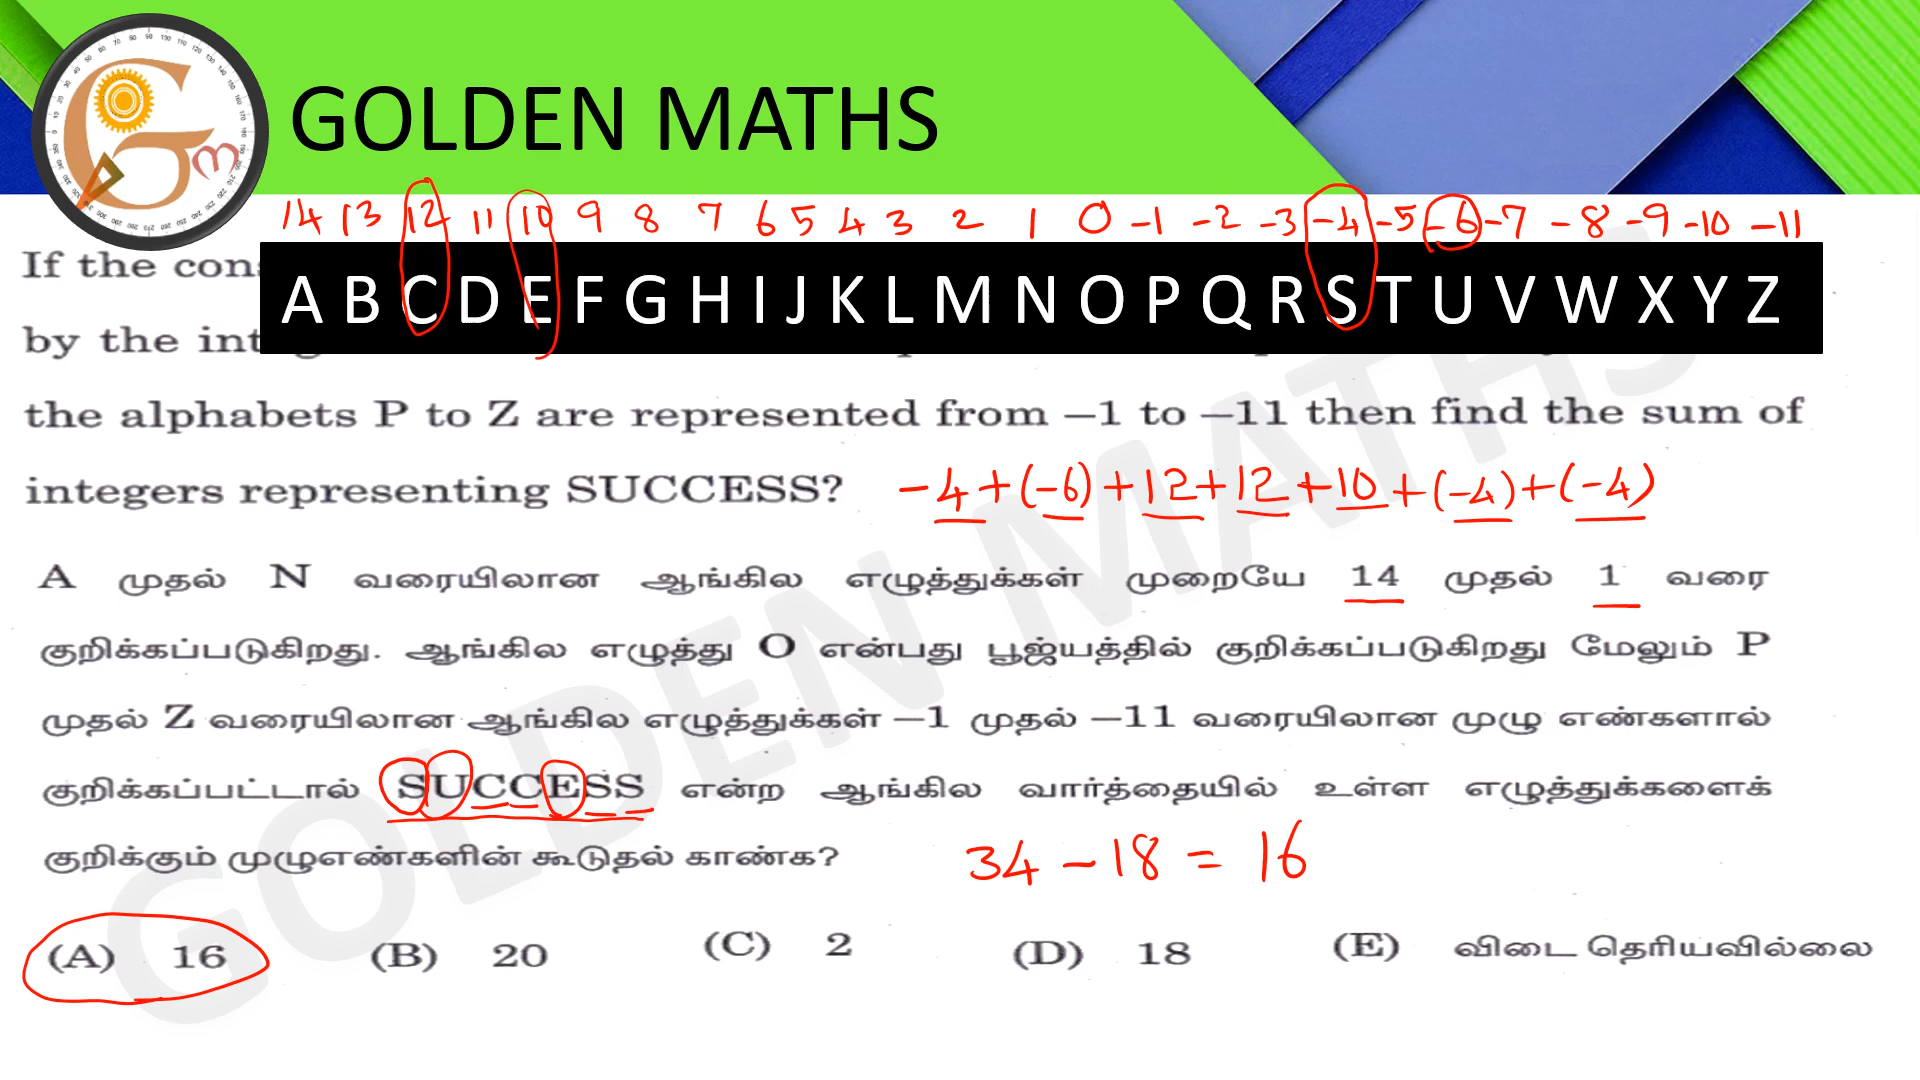 GOLDEN MATHS
14 13 12 11 10 9 8 7 6 5 4 3 2 1 0 -1 -2 -3 -4 -5 -6 -7 -8 -9 -10 -11
A B C D E F G H I J K L M N O P Q R S T U V W X Y Z
If the con
by the int
the alphabets P to Z are represented from –1 to –11 then find the sum of
integers representing SUCCESS? -4+(-6)+12+12+10+(-4)+(-4)
A முதல் N வரையிலான ஆங்கில எழுத்துக்கள் முறையே 14 முதல் 1 வரை
குறிக்கப்படுகிறது. ஆங்கில எழுத்து O என்பது பூஜ்யத்தில் குறிக்கப்படுகிறது மேலும் P
முதல் Z வரையிலான ஆங்கில எழுத்துக்கள் –1 முதல் –11 வரையிலான முழு எண்களால்
குறிக்கப்பட்டால் SUCCESS என்ற ஆங்கில வார்த்தையில் உள்ள எழுத்துக்களைக்
குறிக்கும் முழுஎண்களின் கூடுதல் காண்க? 34 - 18 = 16
(A) 16 (B) 20 (C) 2 (D) 18 (E) விடை தெரியவில்லை
GOLDEN MATHS